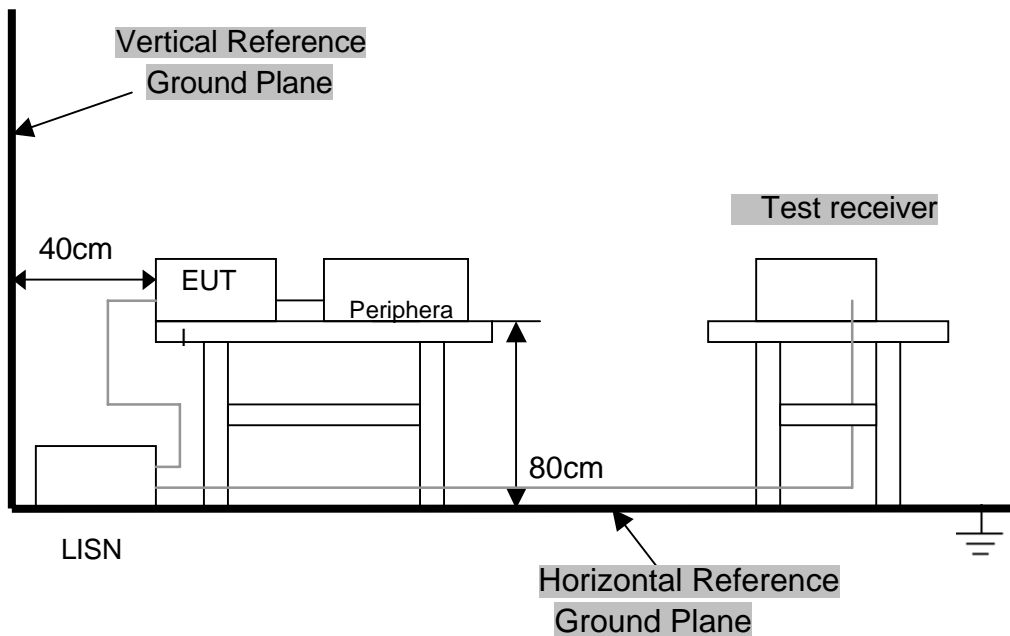 Vertical Reference
Ground Plane
Test receiver
40cm
EUT
Periphera
80cm
LISN
Horizontal Reference
Ground Plane